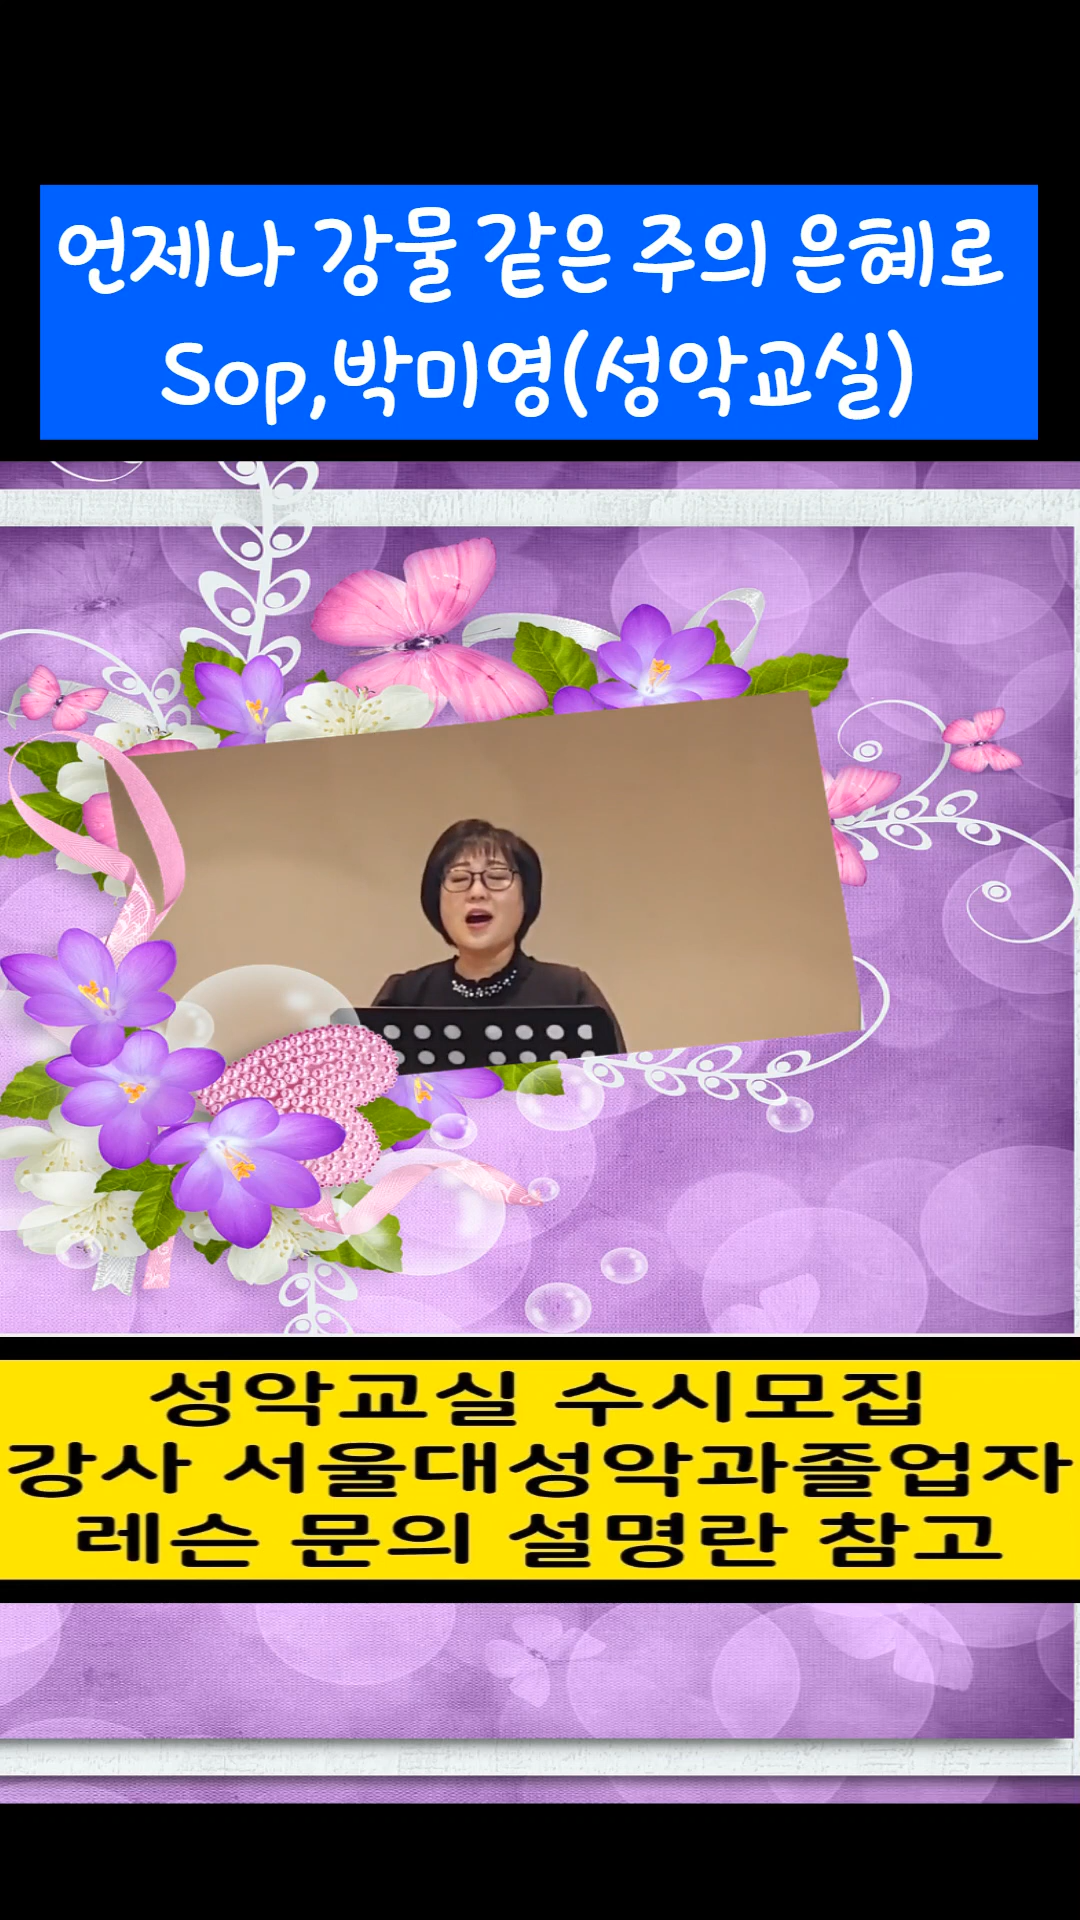 언제나 강물 같은 주의 은혜로
Sop,박미영(성악교실)
성악교실 수시모집
강사 서울대성악과졸업자
레슨 문의 설명란 참고